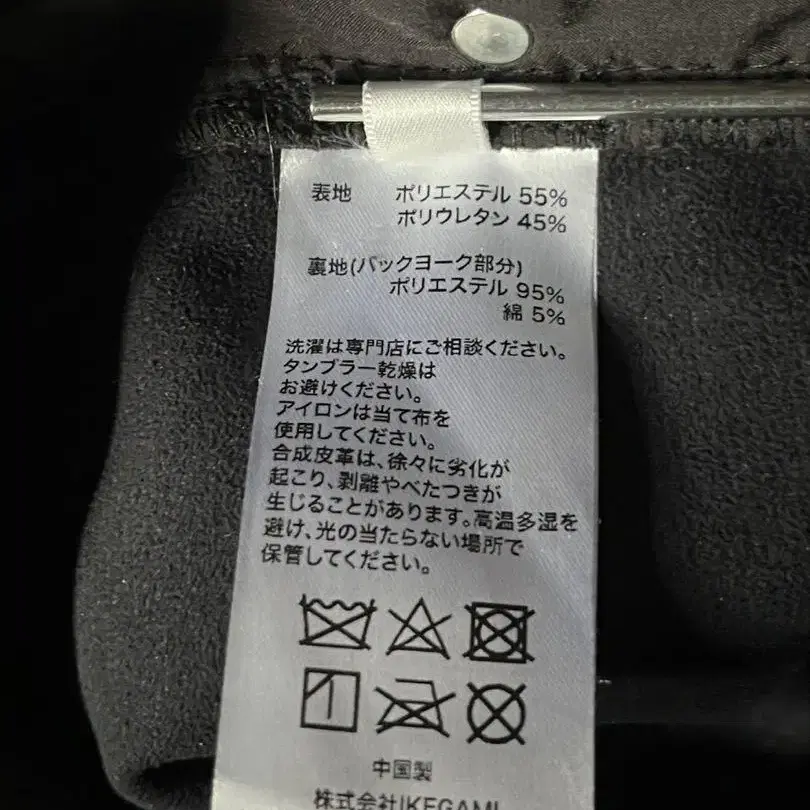 表地 ポリエステル 55%
ポリウレタン 45%
裏地(バックヨーク部分)
ポリエステル 95%
綿 5%
洗濯は専門店にご相談ください。
タンブラー乾燥は
お避けください。
アイロンは当て布を
使用してください。
合成皮革は、徐々に劣化が
起こり、剥離やべたつきが
生じることがあります。高温多湿を
避け、光の当たらない場所で
保管してください。
中国製
株式会社IKEGAMI